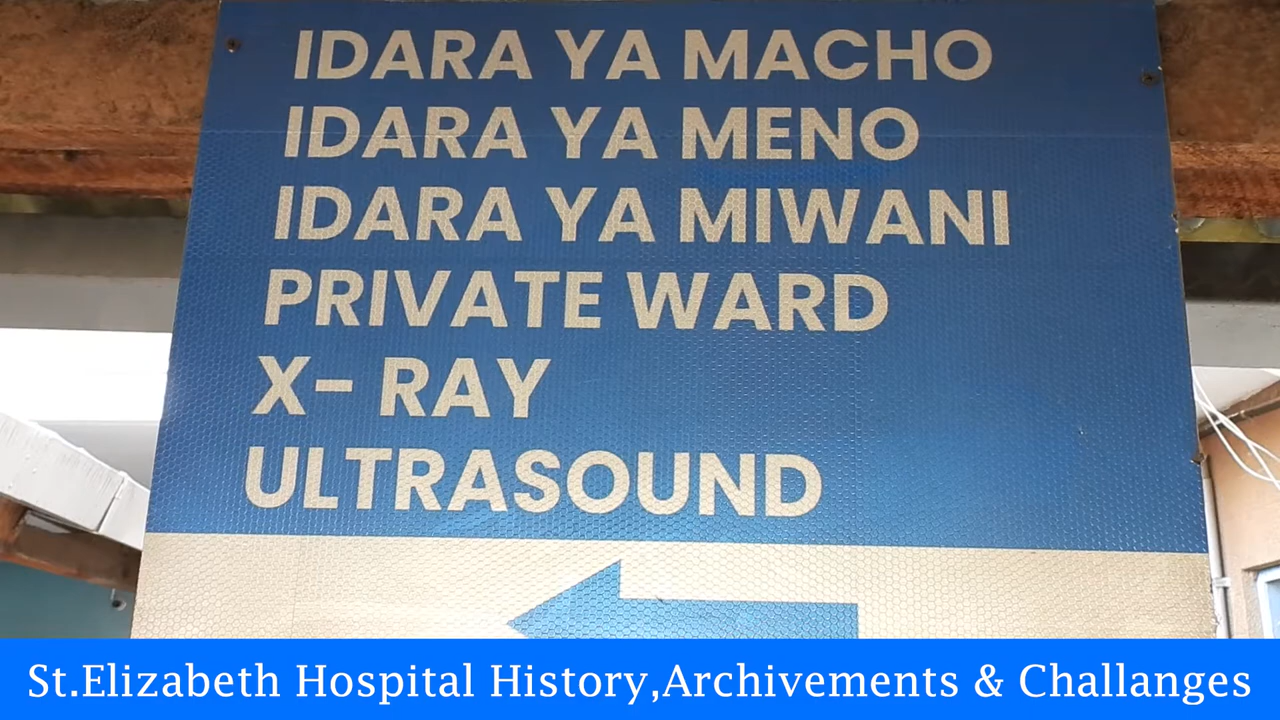 IDARA YA MACHO
IDARA YA MENO
IDARA YA MIWANI
PRIVATE WARD
X- RAY
ULTRASOUND
St.Elizabeth Hospital History,Archivements & Challanges